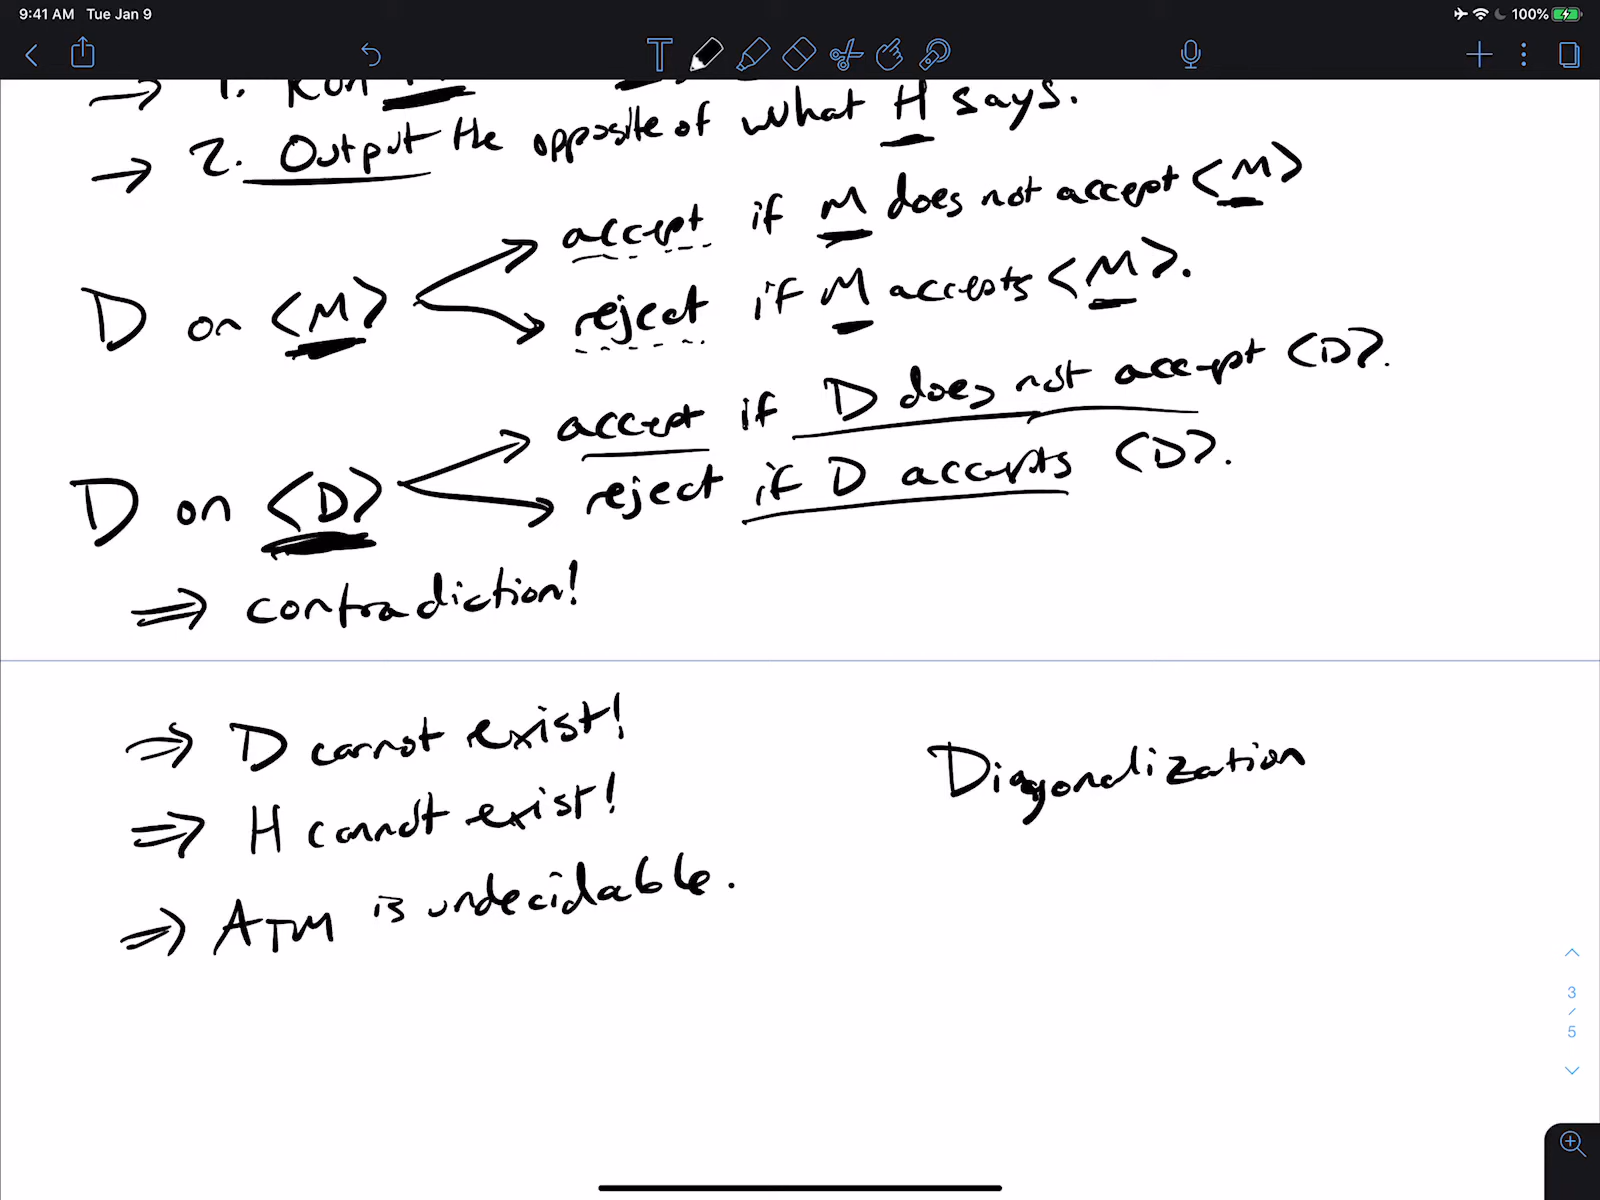 9:41 AM Tue Jan 9
100%
→ 1. Run
→ 2. Output the opposite of what H says.
D on <M>
accept if M does not accept <M>
reject if M accepts <M>.
D on <D>
accept if D does not accept <D>.
reject if D accepts <D>.
⇒ contradiction!
⇒ D cannot exist!
⇒ H cannot exist!
⇒ ATM is undecidable.
Diagonalization
3
/
5